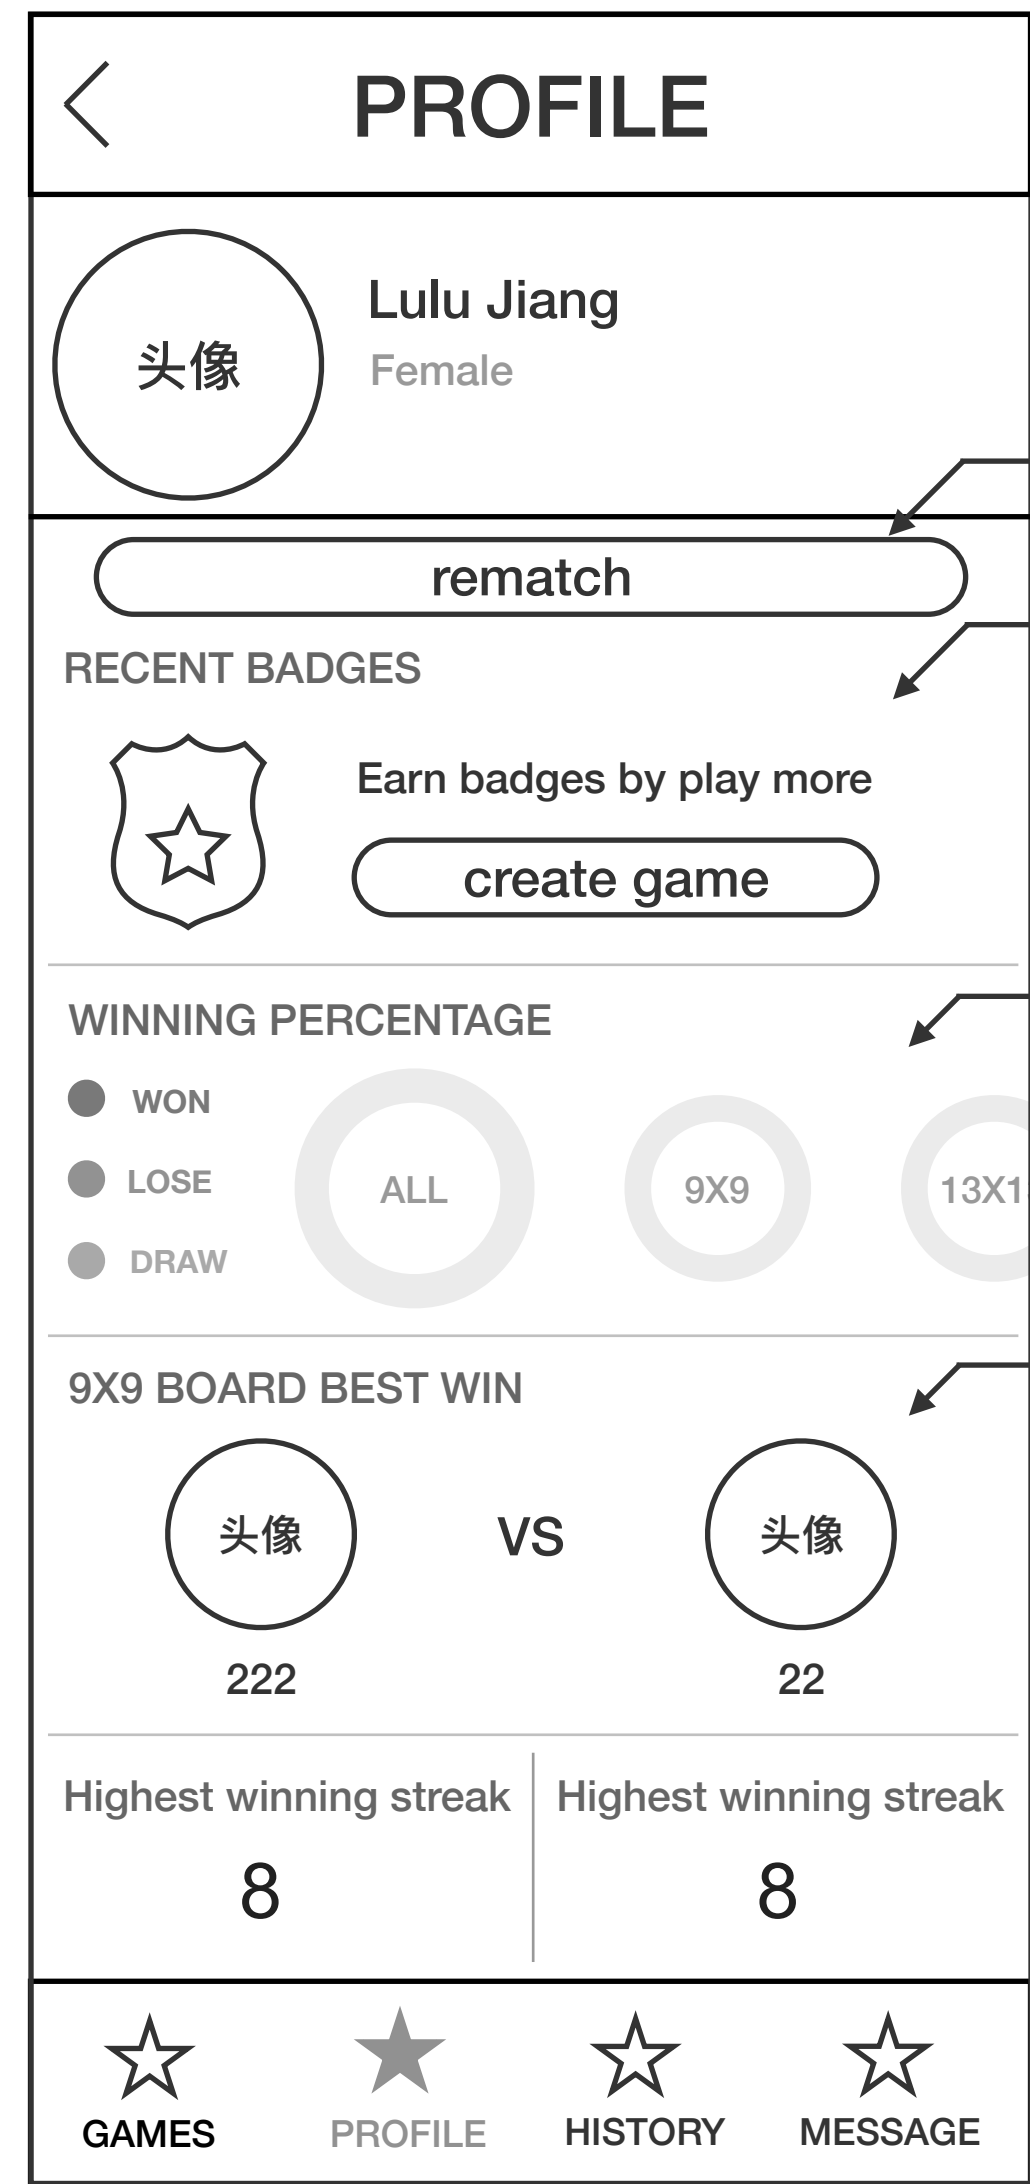 PROFILE
头像
Lulu Jiang
Female
rematch
RECENT BADGES
Earn badges by play more
create game
WINNING PERCENTAGE
WON
LOSE
DRAW
ALL
9X9
13X1
9X9 BOARD BEST WIN
头像
VS
头像
222
22
Highest winning streak
8
Highest winning streak
8
GAMES
PROFILE
HISTORY
MESSAGE